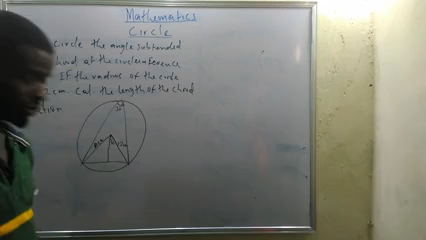 Mathematics
Circle
circle the angle subtended
at the circumference
If the radius of the circle
2cm. Cal. the length of the chord